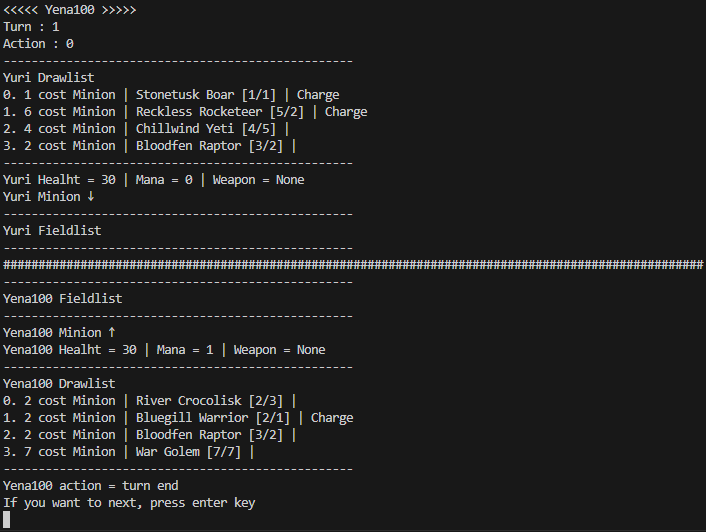 <<<<< Yena100 >>>>>
Turn : 1
Action : 0
--------------------------------------------------
Yuri Drawlist
0. 1 cost Minion | Stonetusk Boar [1/1] | Charge
1. 6 cost Minion | Reckless Rocketeer [5/2] | Charge
2. 4 cost Minion | Chillwind Yeti [4/5] |
3. 2 cost Minion | Bloodfen Raptor [3/2] |
--------------------------------------------------
Yuri Healht = 30 | Mana = 0 | Weapon = None
Yuri Minion ↓
--------------------------------------------------
Yuri Fieldlist
--------------------------------------------------
####################################################################################################
--------------------------------------------------
Yena100 Fieldlist
--------------------------------------------------
Yena100 Minion ↑
Yena100 Healht = 30 | Mana = 1 | Weapon = None
--------------------------------------------------
Yena100 Drawlist
0. 2 cost Minion | River Crocolisk [2/3] |
1. 2 cost Minion | Bluegill Warrior [2/1] | Charge
2. 2 cost Minion | Bloodfen Raptor [3/2] |
3. 7 cost Minion | War Golem [7/7] |
--------------------------------------------------
Yena100 action = turn end
If you want to next, press enter key